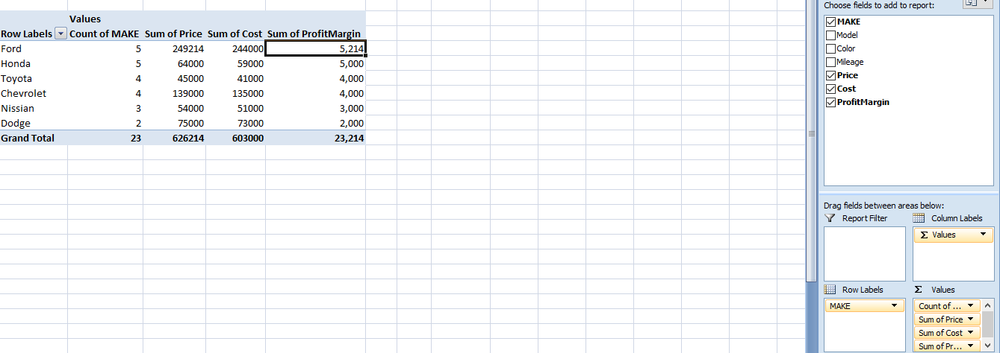 Values
Row Labels Count of MAKE Sum of Price Sum of Cost Sum of ProfitMargin
Ford 5 249214 244000 5,214
Honda 5 64000 59000 5,000
Toyota 4 45000 41000 4,000
Chevrolet 4 139000 135000 4,000
Nissian 3 54000 51000 3,000
Dodge 2 75000 73000 2,000
Grand Total 23 626214 603000 23,214
Choose fields to add to report:
MAKE
Model
Color
Mileage
Price
Cost
ProfitMargin
Drag fields between areas below:
Report Filter
Column Labels
Σ Values
Row Labels
Σ Values
MAKE
Count of ...
Sum of Price
Sum of Cost
Sum of Pr...